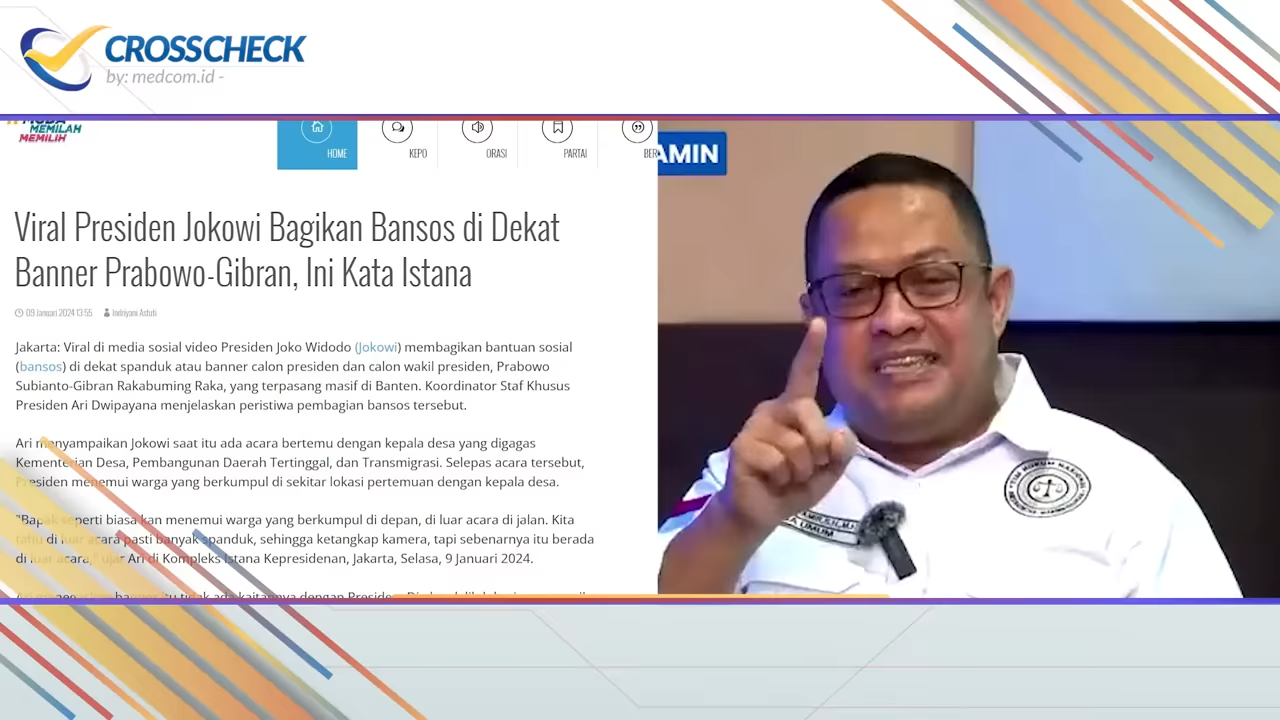 CROSSCHECK
by: medcom.id -
MEMILAH
MEMILIH
HOME
KEPO
ORASI
PARTAI
BER
AMIN
Viral Presiden Jokowi Bagikan Bansos di Dekat
Banner Prabowo-Gibran, Ini Kata Istana
09 Januari 2024 13:55 Indriyani Astuti
Jakarta: Viral di media sosial video Presiden Joko Widodo (Jokowi) membagikan bantuan sosial
(bansos) di dekat spanduk atau banner calon presiden dan calon wakil presiden, Prabowo
Subianto-Gibran Rakabuming Raka, yang terpasang masif di Banten. Koordinator Staf Khusus
Presiden Ari Dwipayana menjelaskan peristiwa pembagian bansos tersebut.
Ari menyampaikan Jokowi saat itu ada acara bertemu dengan kepala desa yang digagas
Kementerian Desa, Pembangunan Daerah Tertinggal, dan Transmigrasi. Selepas acara tersebut,
Presiden menemui warga yang berkumpul di sekitar lokasi pertemuan dengan kepala desa.
"Bapak seperti biasa kan menemui warga yang berkumpul di depan, di luar acara di jalan. Kita
tahu di luar acara pasti banyak spanduk, sehingga ketangkap kamera, tapi sebenarnya itu berada
di luar acara," ujar Ari di Kompleks Istana Kepresidenan, Jakarta, Selasa, 9 Januari 2024.
HUKUM NASIONAL
UMUM